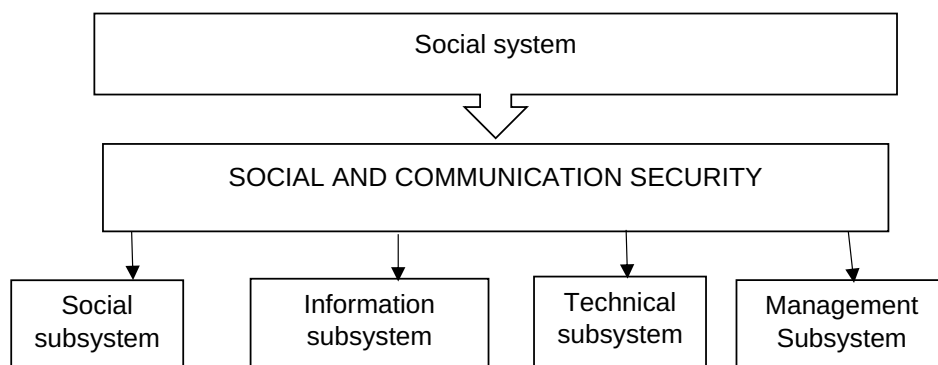 Social system
SOCIAL AND COMMUNICATION SECURITY
Social
subsystem
Information
subsystem
Technical
subsystem
Management
Subsystem